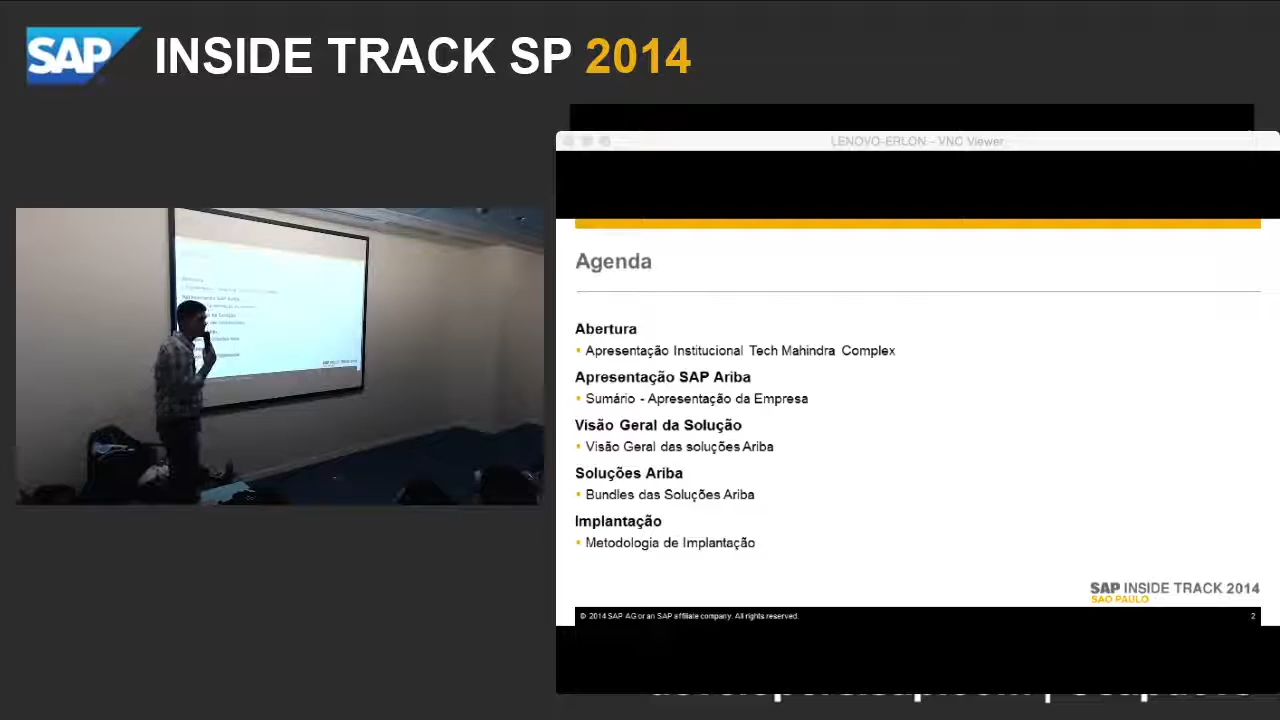 SAP INSIDE TRACK SP 2014
LENOVO-ERLON – VNC Viewer
Agenda
Abertura
• Apresentação Institucional Tech Mahindra Complex
Apresentação SAP Ariba
• Sumário - Apresentação da Empresa
Visão Geral da Solução
• Visão Geral das soluções Ariba
Soluções Ariba
• Bundles das Soluções Ariba
Implantação
• Metodologia de Implantação
SAP INSIDE TRACK 2014
SAO PAULO
© 2014 SAP AG or an SAP affiliate company. All rights reserved.
2